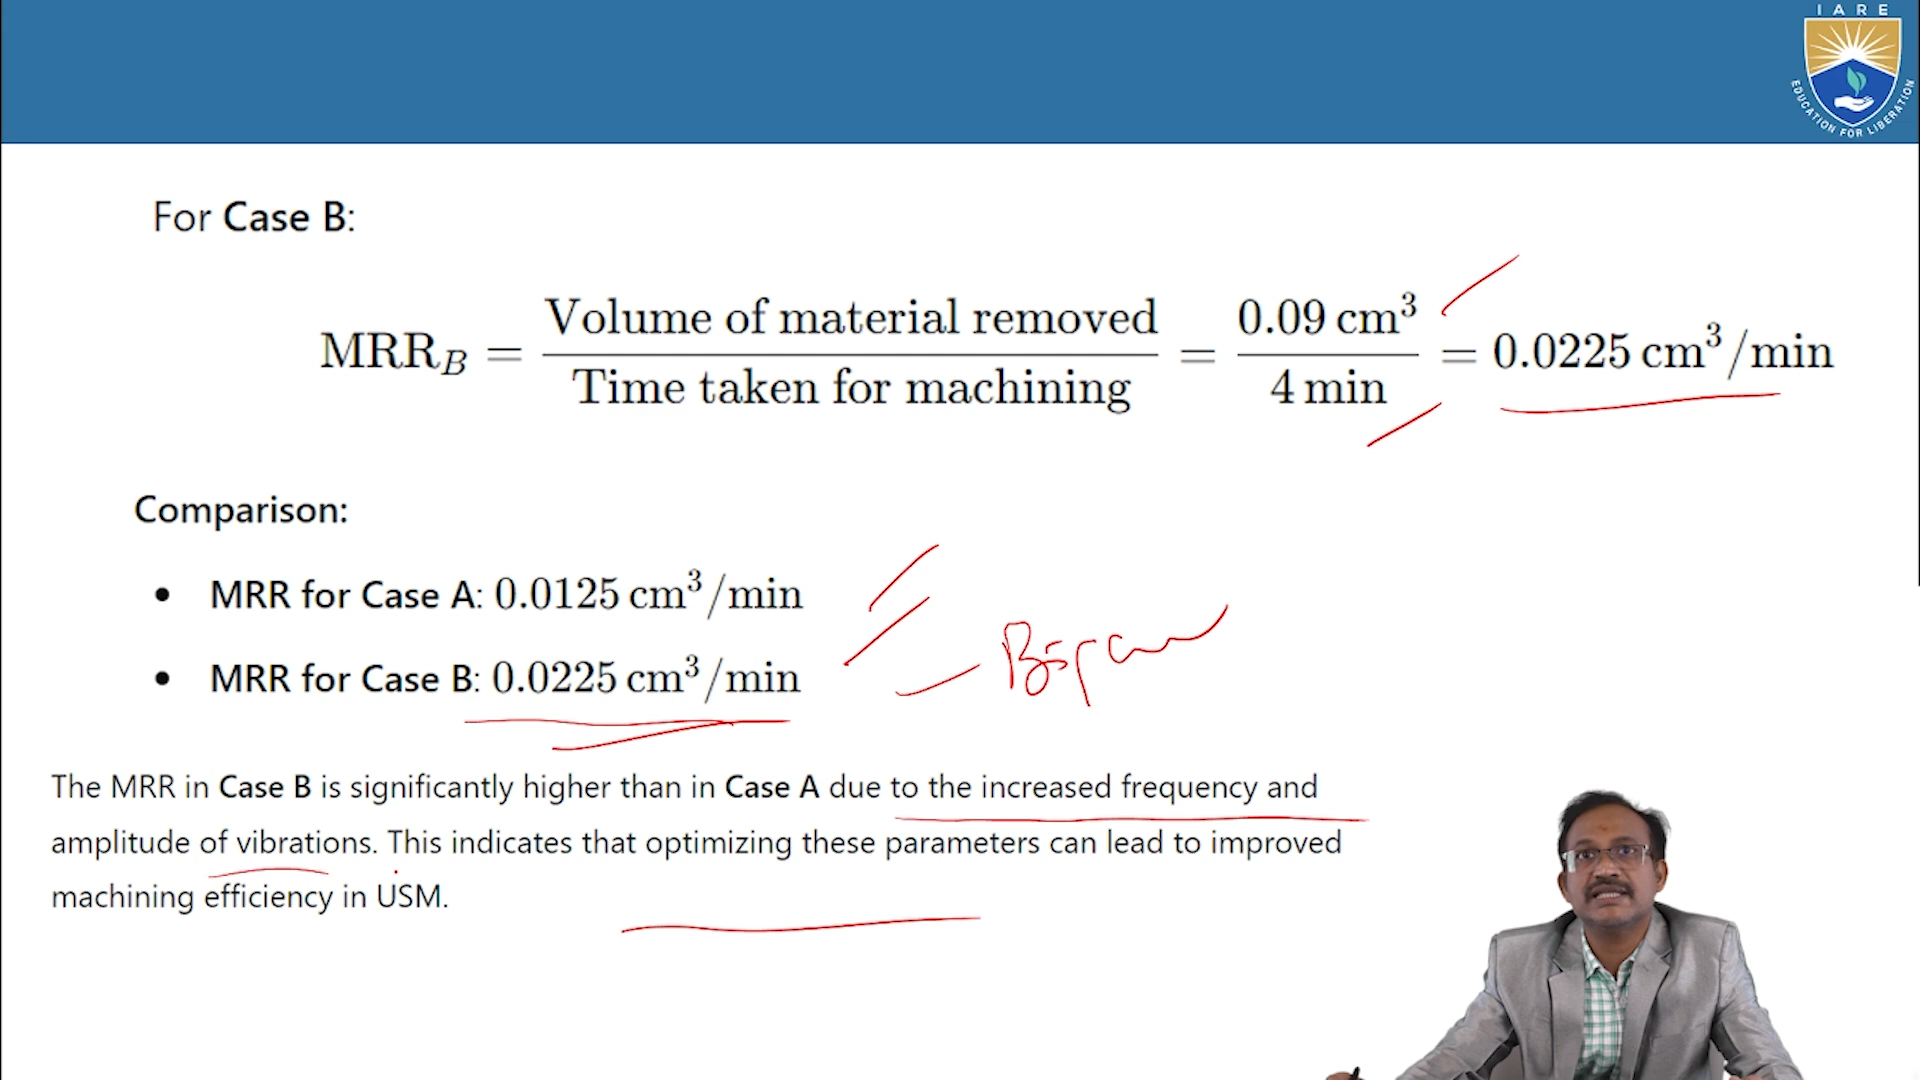 IARE
EDUCATION FOR LIBERATION
For Case B:
MRR_B = Volume of material removed / Time taken for machining = 0.09 cm³ / 4 min = 0.0225 cm³/min
Comparison:
• MRR for Case A: 0.0125 cm³/min
• MRR for Case B: 0.0225 cm³/min
The MRR in Case B is significantly higher than in Case A due to the increased frequency and
amplitude of vibrations. This indicates that optimizing these parameters can lead to improved
machining efficiency in USM.